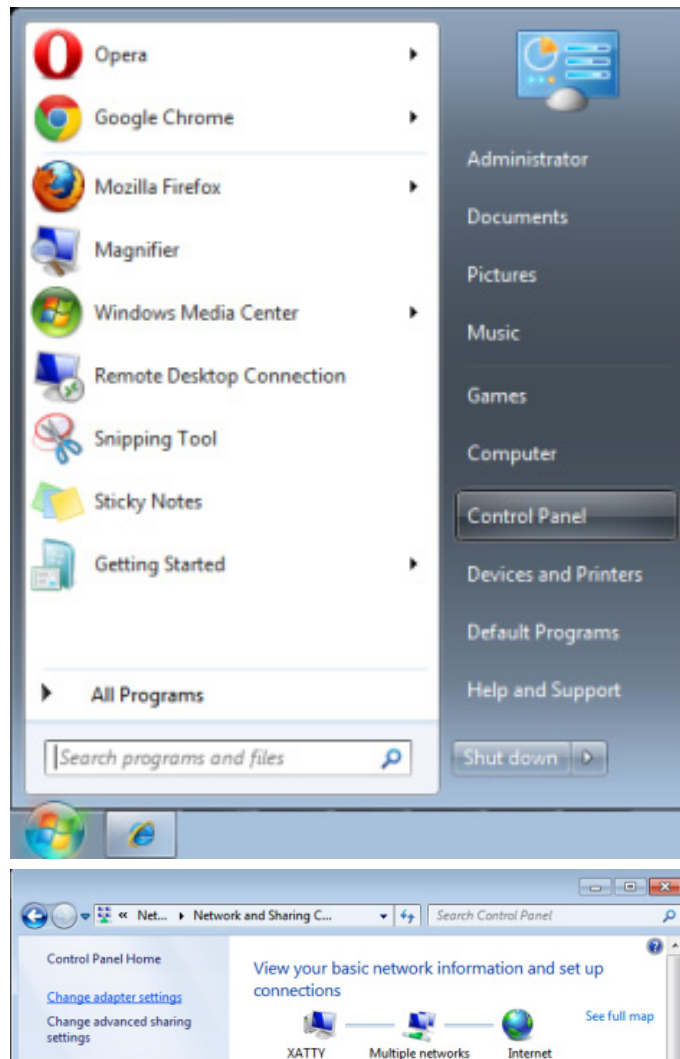 Opera
Google Chrome
Mozilla Firefox
Magnifier
Windows Media Center
Remote Desktop Connection
Snipping Tool
Sticky Notes
Getting Started
All Programs
Search programs and files
Administrator
Documents
Pictures
Music
Games
Computer
Control Panel
Devices and Printers
Default Programs
Help and Support
Shut down
« Net... Network and Sharing C...
Search Control Panel
Control Panel Home
Change adapter settings
Change advanced sharing
settings
View your basic network information and set up
connections
See full map
XATTY Multiple networks Internet